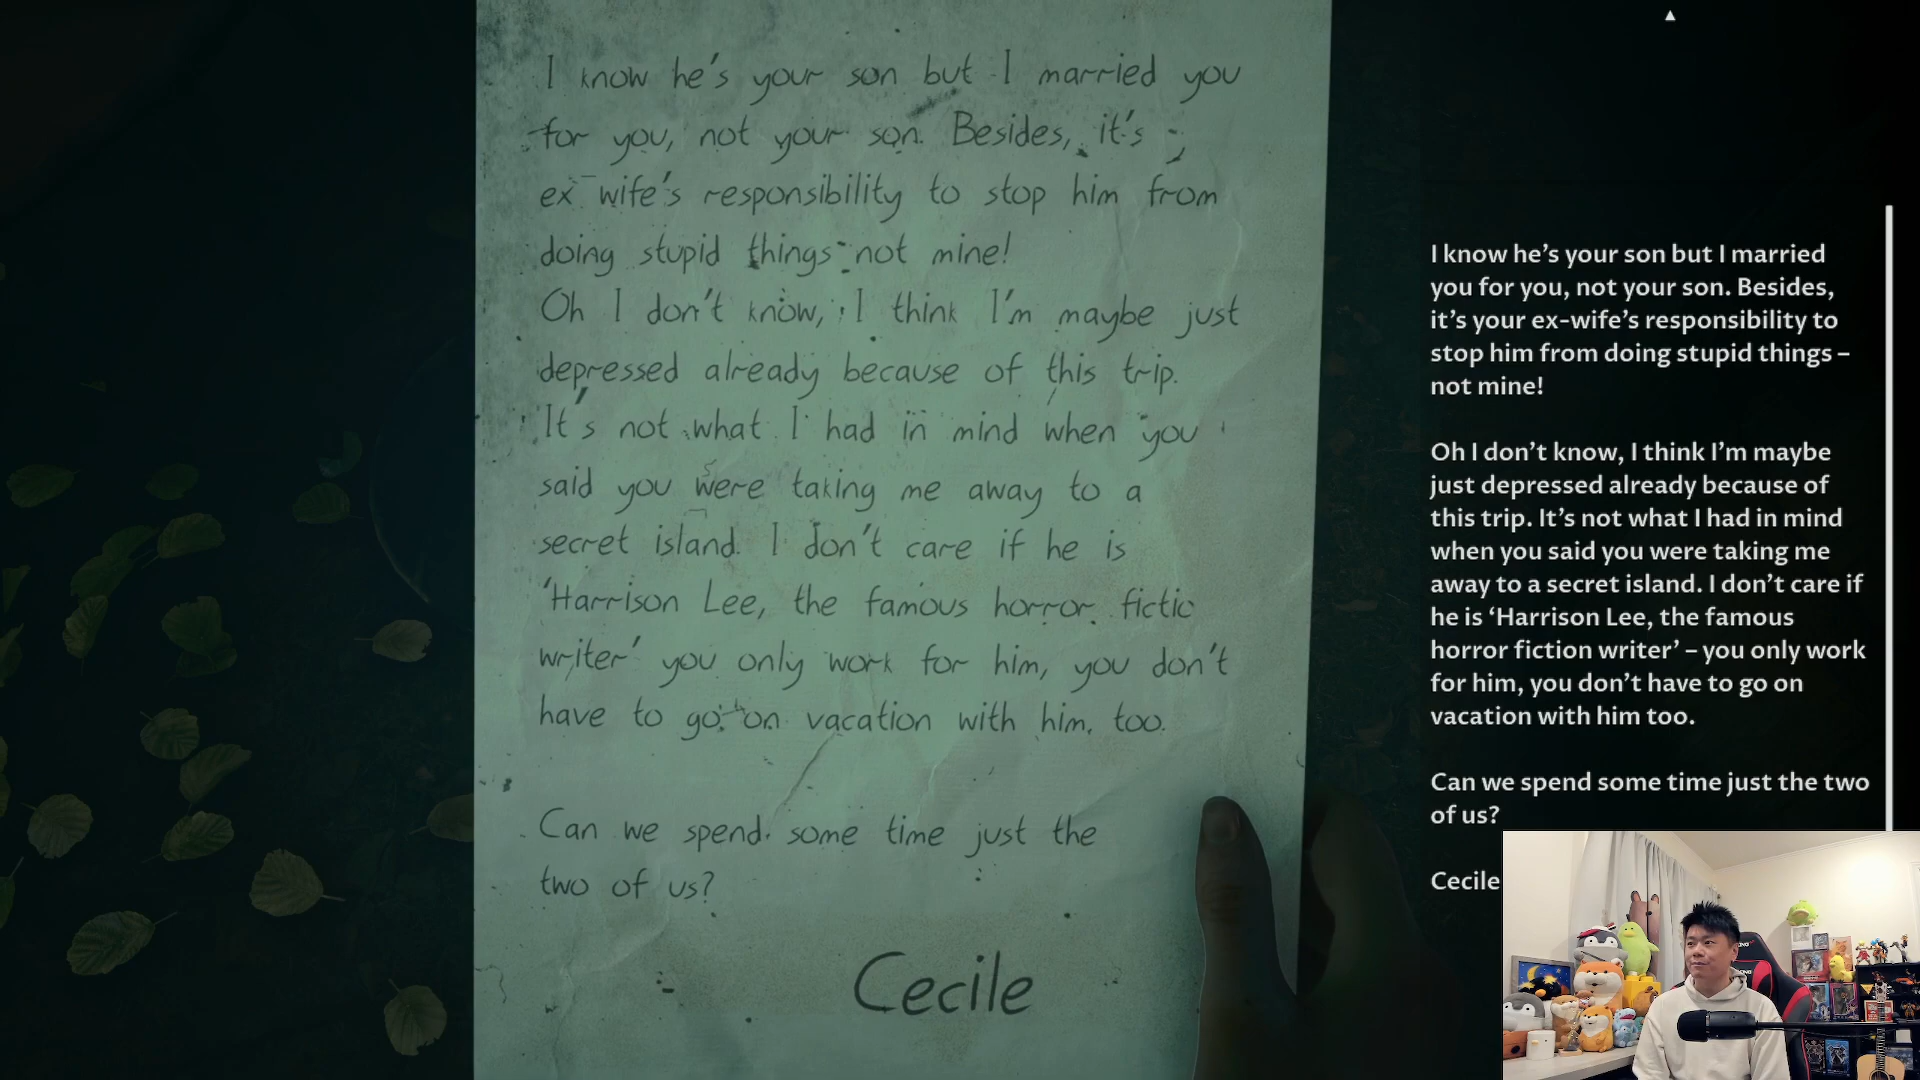 I know he's your son but I married you
for you, not your son. Besides, it's
ex-wife's responsibility to stop him from
doing stupid things - not mine!
Oh I don't know, I think I'm maybe just
depressed already because of this trip.
It's not what I had in mind when you
said you were taking me away to a
secret island. I don't care if he is
'Harrison Lee, the famous horror fictio
writer' you only work for him, you don't
have to go on vacation with him, too.
Can we spend some time just the
two of us?
Cecile
I know he’s your son but I married
you for you, not your son. Besides,
it’s your ex-wife’s responsibility to
stop him from doing stupid things –
not mine!
Oh I don’t know, I think I’m maybe
just depressed already because of
this trip. It’s not what I had in mind
when you said you were taking me
away to a secret island. I don’t care if
he is ‘Harrison Lee, the famous
horror fiction writer’ – you only work
for him, you don’t have to go on
vacation with him too.
Can we spend some time just the two
of us?
Cecile